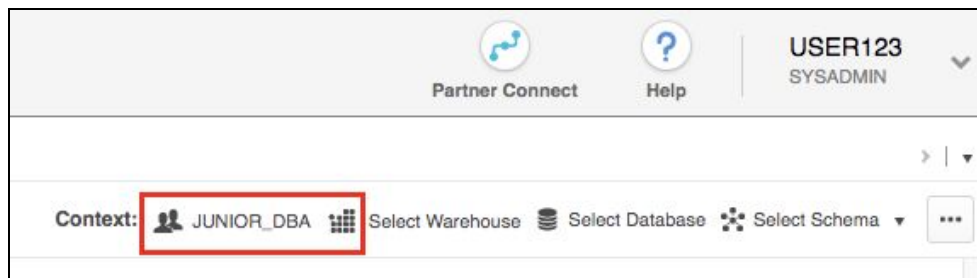 Partner Connect
Help
USER123
SYSADMIN
Context: JUNIOR_DBA Select Warehouse Select Database Select Schema